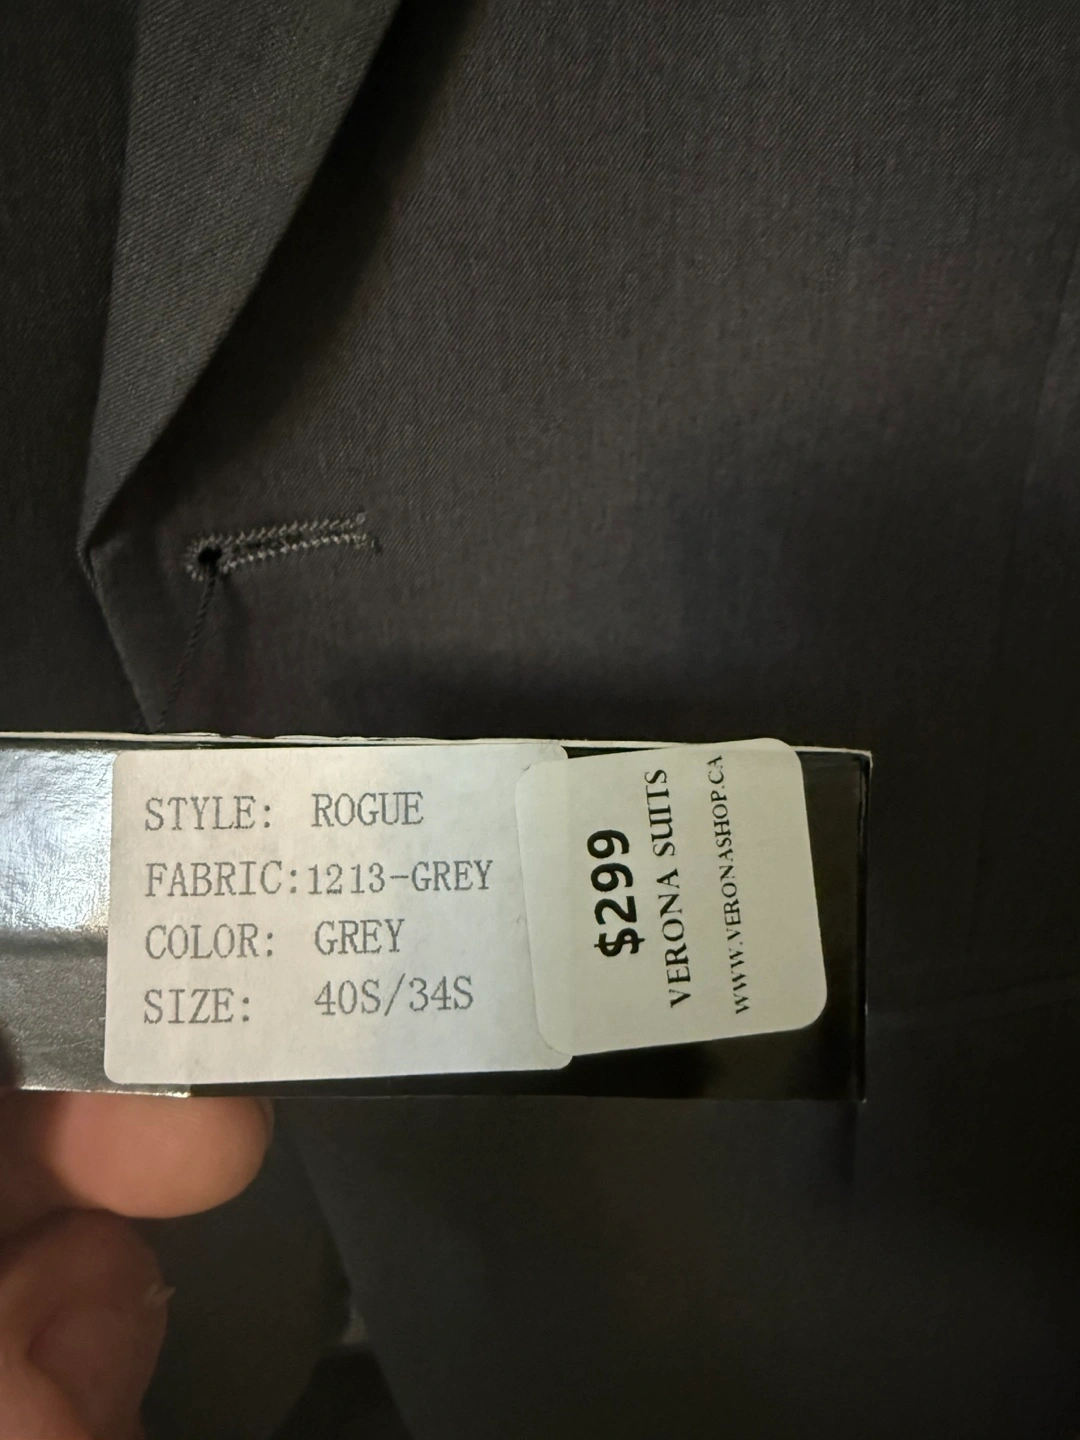 STYLE: ROGUE
FABRIC:1213-GREY
COLOR: GREY
SIZE: 40S/34S
$299
VERONA SUITS
WWW.VERONASHOP.CA